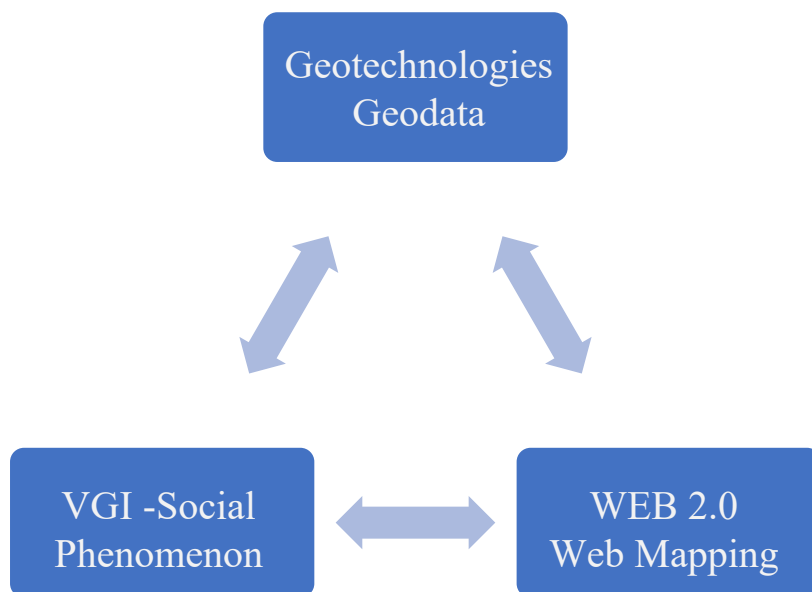 Geotechnologies
Geodata
VGI -Social
Phenomenon
WEB 2.0
Web Mapping